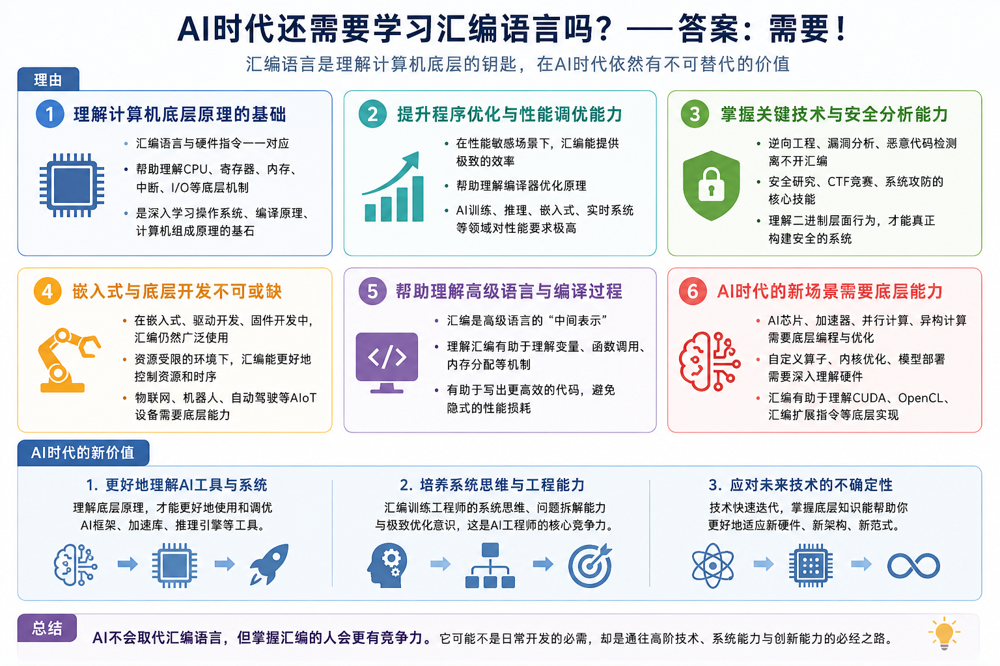 AI时代还需要学习汇编语言吗？——答案：需要！
汇编语言是理解计算机底层的钥匙，在AI时代依然有不可替代的价值
理由
1 理解计算机底层原理的基础
• 汇编语言与硬件指令一一对应
• 帮助理解CPU、寄存器、内存、
中断、I/O等底层机制
• 是深入学习操作系统、编译原理、
计算机组成原理的基石
2 提升程序优化与性能调优能力
• 在性能敏感场景下，汇编能提供
极致的效率
• 帮助理解编译器优化原理
• AI训练、推理、嵌入式、实时系统
等领域对性能要求极高
3 掌握关键技术与安全分析能力
• 逆向工程、漏洞分析、恶意代码检测
离不开汇编
• 安全研究、CTF竞赛、系统攻防的
核心技能
• 理解二进制层面行为，才能真正
构建安全的系统
4 嵌入式与底层开发不可或缺
• 在嵌入式、驱动开发、固件开发中，
汇编仍然广泛使用
• 资源受限的环境下，汇编能更好地
控制资源和时序
• 物联网、机器人、自动驾驶等AIoT
设备需要底层能力
5 帮助理解高级语言与编译过程
• 汇编是高级语言的“中间表示”
• 理解汇编有助于理解变量、函数调用、
内存分配等机制
• 有助于写出更高效的代码，避免
隐式的性能损耗
6 AI时代的新场景需要底层能力
• AI芯片、加速器、并行计算、异构计算
需要底层编程与优化
• 自定义算子、内核优化、模型部署
需要深入理解硬件
• 汇编有助于理解CUDA、OpenCL、
汇编扩展指令等底层实现
AI时代的新价值
1. 更好地理解AI工具与系统
理解底层原理，才能更好地使用和调优
AI框架、加速库、推理引擎等工具。
2. 培养系统思维与工程能力
汇编训练工程师的系统思维、问题拆解能力
与极致优化意识，这是AI工程师的核心竞争力。
3. 应对未来技术的不确定性
技术快速迭代，掌握底层知识能帮助你
更好地适应新硬件、新架构、新范式。
总结
AI不会取代汇编语言，但掌握汇编的人会更有竞争力。它可能不是日常开发的必需，却是通往高阶技术、系统能力与创新能力的必经之路。